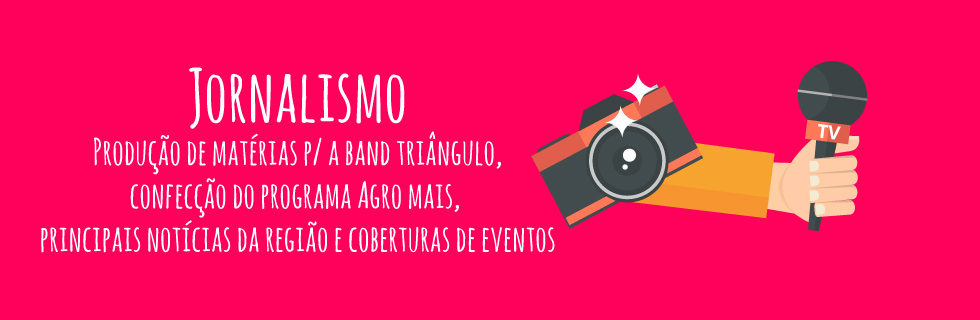 Jornalismo
Produção de matérias p/ a band triângulo,
confecção do programa Agro mais,
principais notícias da região e coberturas de eventos
TV